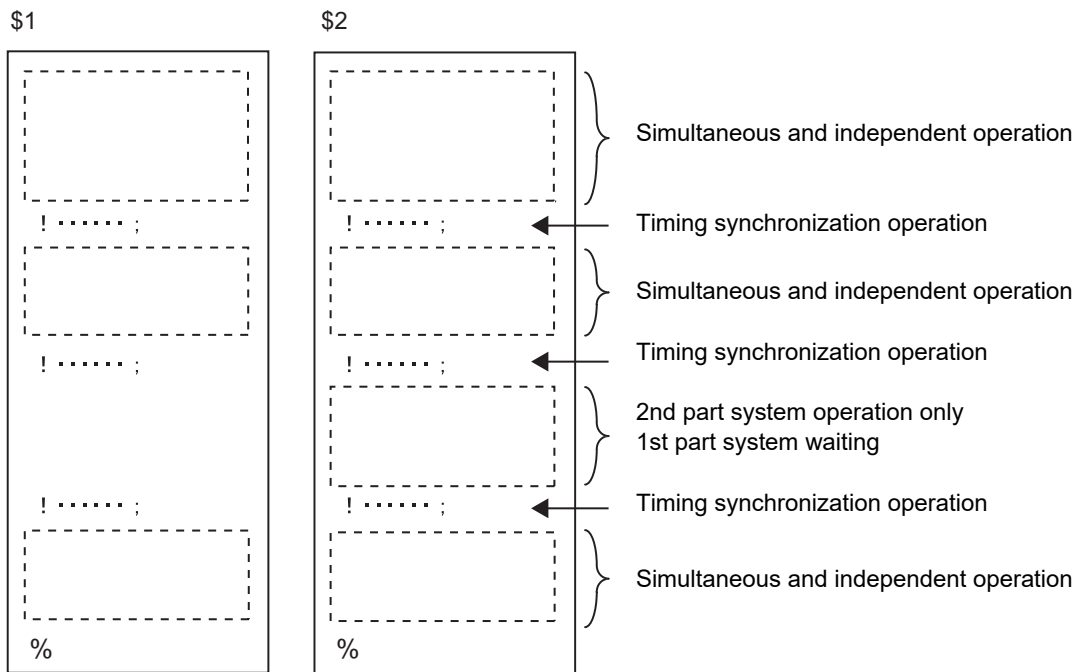 $1 $2
Simultaneous and independent operation
! ······ ; ! ······ ; Timing synchronization operation
Simultaneous and independent operation
! ······ ; ! ······ ; Timing synchronization operation
2nd part system operation only
1st part system waiting
! ······ ; ! ······ ; Timing synchronization operation
Simultaneous and independent operation
% %